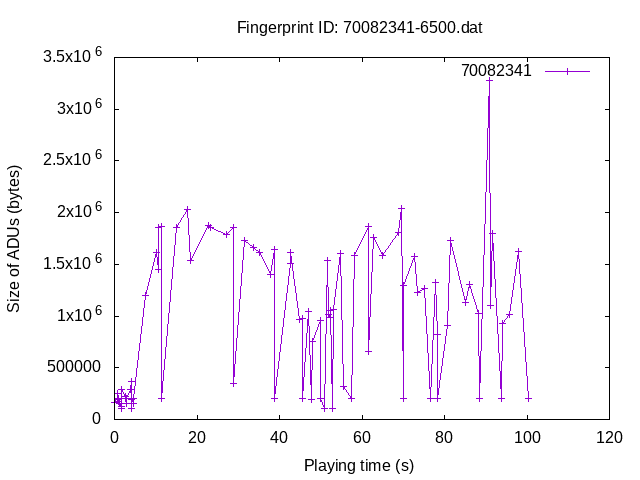 Fingerprint ID: 70082341-6500.dat
70082341
Size of ADUs (bytes)
3.5x10^6
3x10^6
2.5x10^6
2x10^6
1.5x10^6
1x10^6
500000
0
0 20 40 60 80 100 120
Playing time (s)